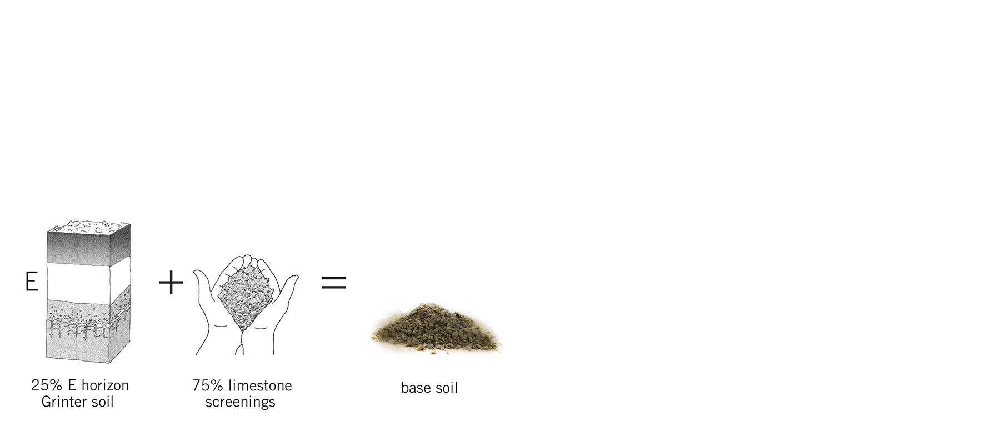 E
+
=
25% E horizon
Grinter soil
75% limestone
screenings
base soil